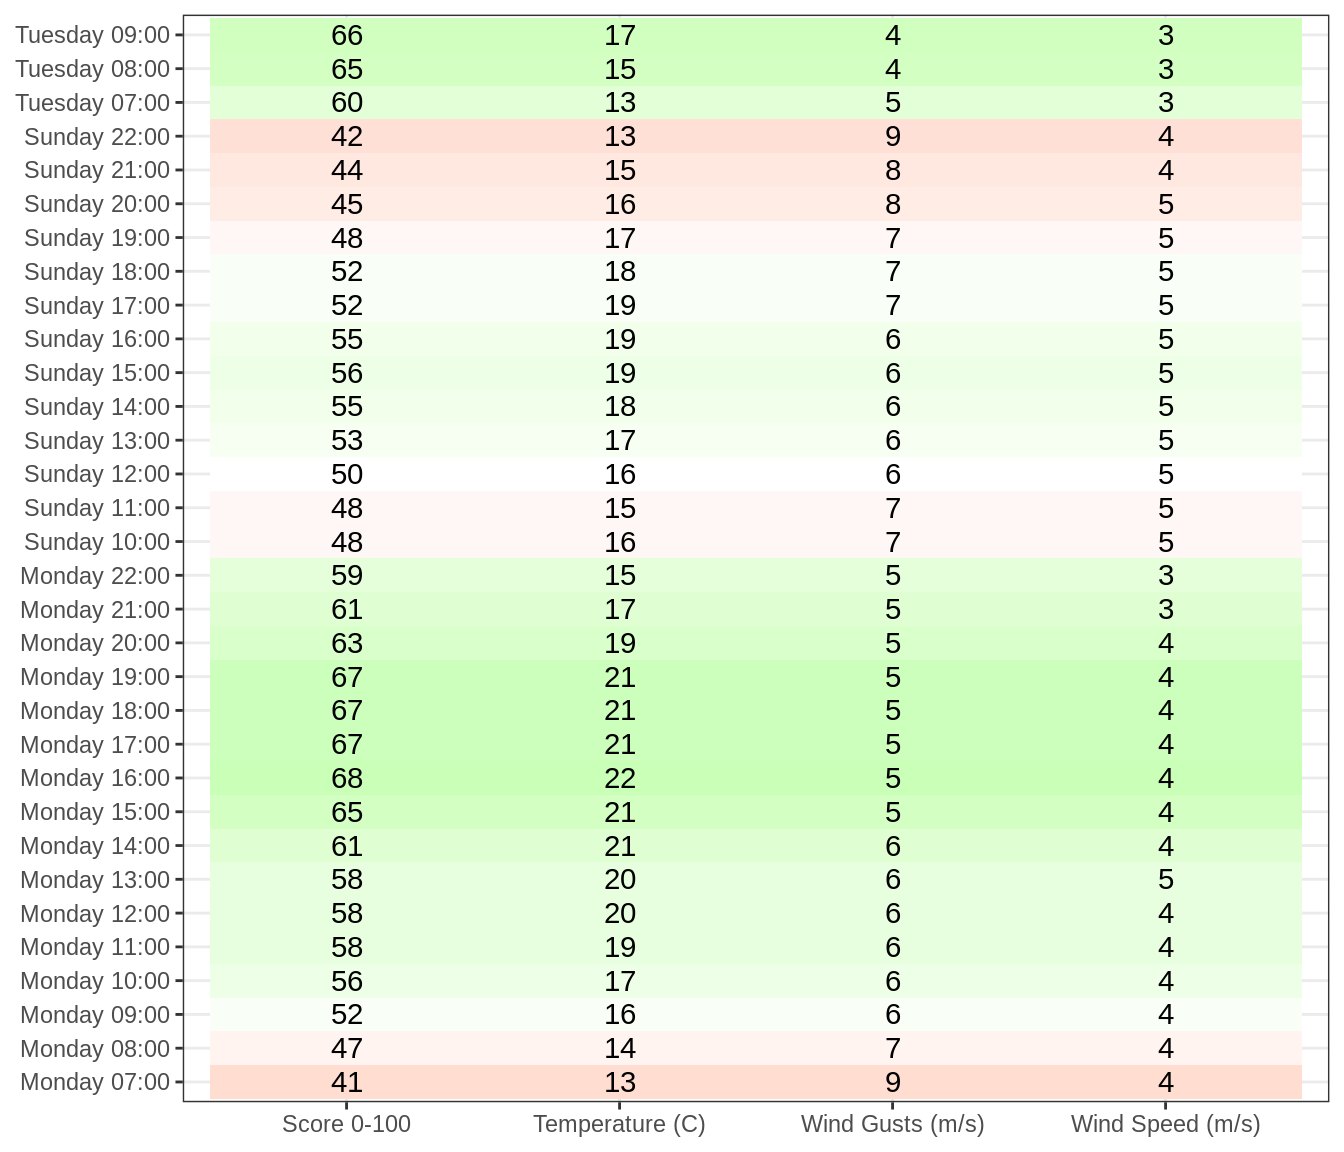 Tuesday 09:00 66 17 4 3
Tuesday 08:00 65 15 4 3
Tuesday 07:00 60 13 5 3
Sunday 22:00 42 13 9 4
Sunday 21:00 44 15 8 4
Sunday 20:00 45 16 8 5
Sunday 19:00 48 17 7 5
Sunday 18:00 52 18 7 5
Sunday 17:00 52 19 7 5
Sunday 16:00 55 19 6 5
Sunday 15:00 56 19 6 5
Sunday 14:00 55 18 6 5
Sunday 13:00 53 17 6 5
Sunday 12:00 50 16 6 5
Sunday 11:00 48 15 7 5
Sunday 10:00 48 16 7 5
Monday 22:00 59 15 5 3
Monday 21:00 61 17 5 3
Monday 20:00 63 19 5 4
Monday 19:00 67 21 5 4
Monday 18:00 67 21 5 4
Monday 17:00 67 21 5 4
Monday 16:00 68 22 5 4
Monday 15:00 65 21 5 4
Monday 14:00 61 21 6 4
Monday 13:00 58 20 6 5
Monday 12:00 58 20 6 4
Monday 11:00 58 19 6 4
Monday 10:00 56 17 6 4
Monday 09:00 52 16 6 4
Monday 08:00 47 14 7 4
Monday 07:00 41 13 9 4
Score 0-100 Temperature (C) Wind Gusts (m/s) Wind Speed (m/s)